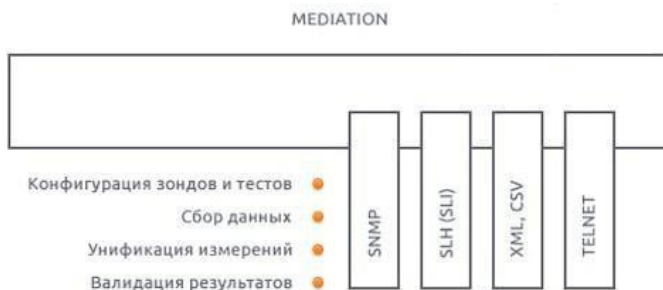 MEDIATION
Конфигурация зондов и тестов
Сбор данных
Унификация измерений
Валидация результатов
SNMP
SLH (SLI)
XML, CSV
TELNET